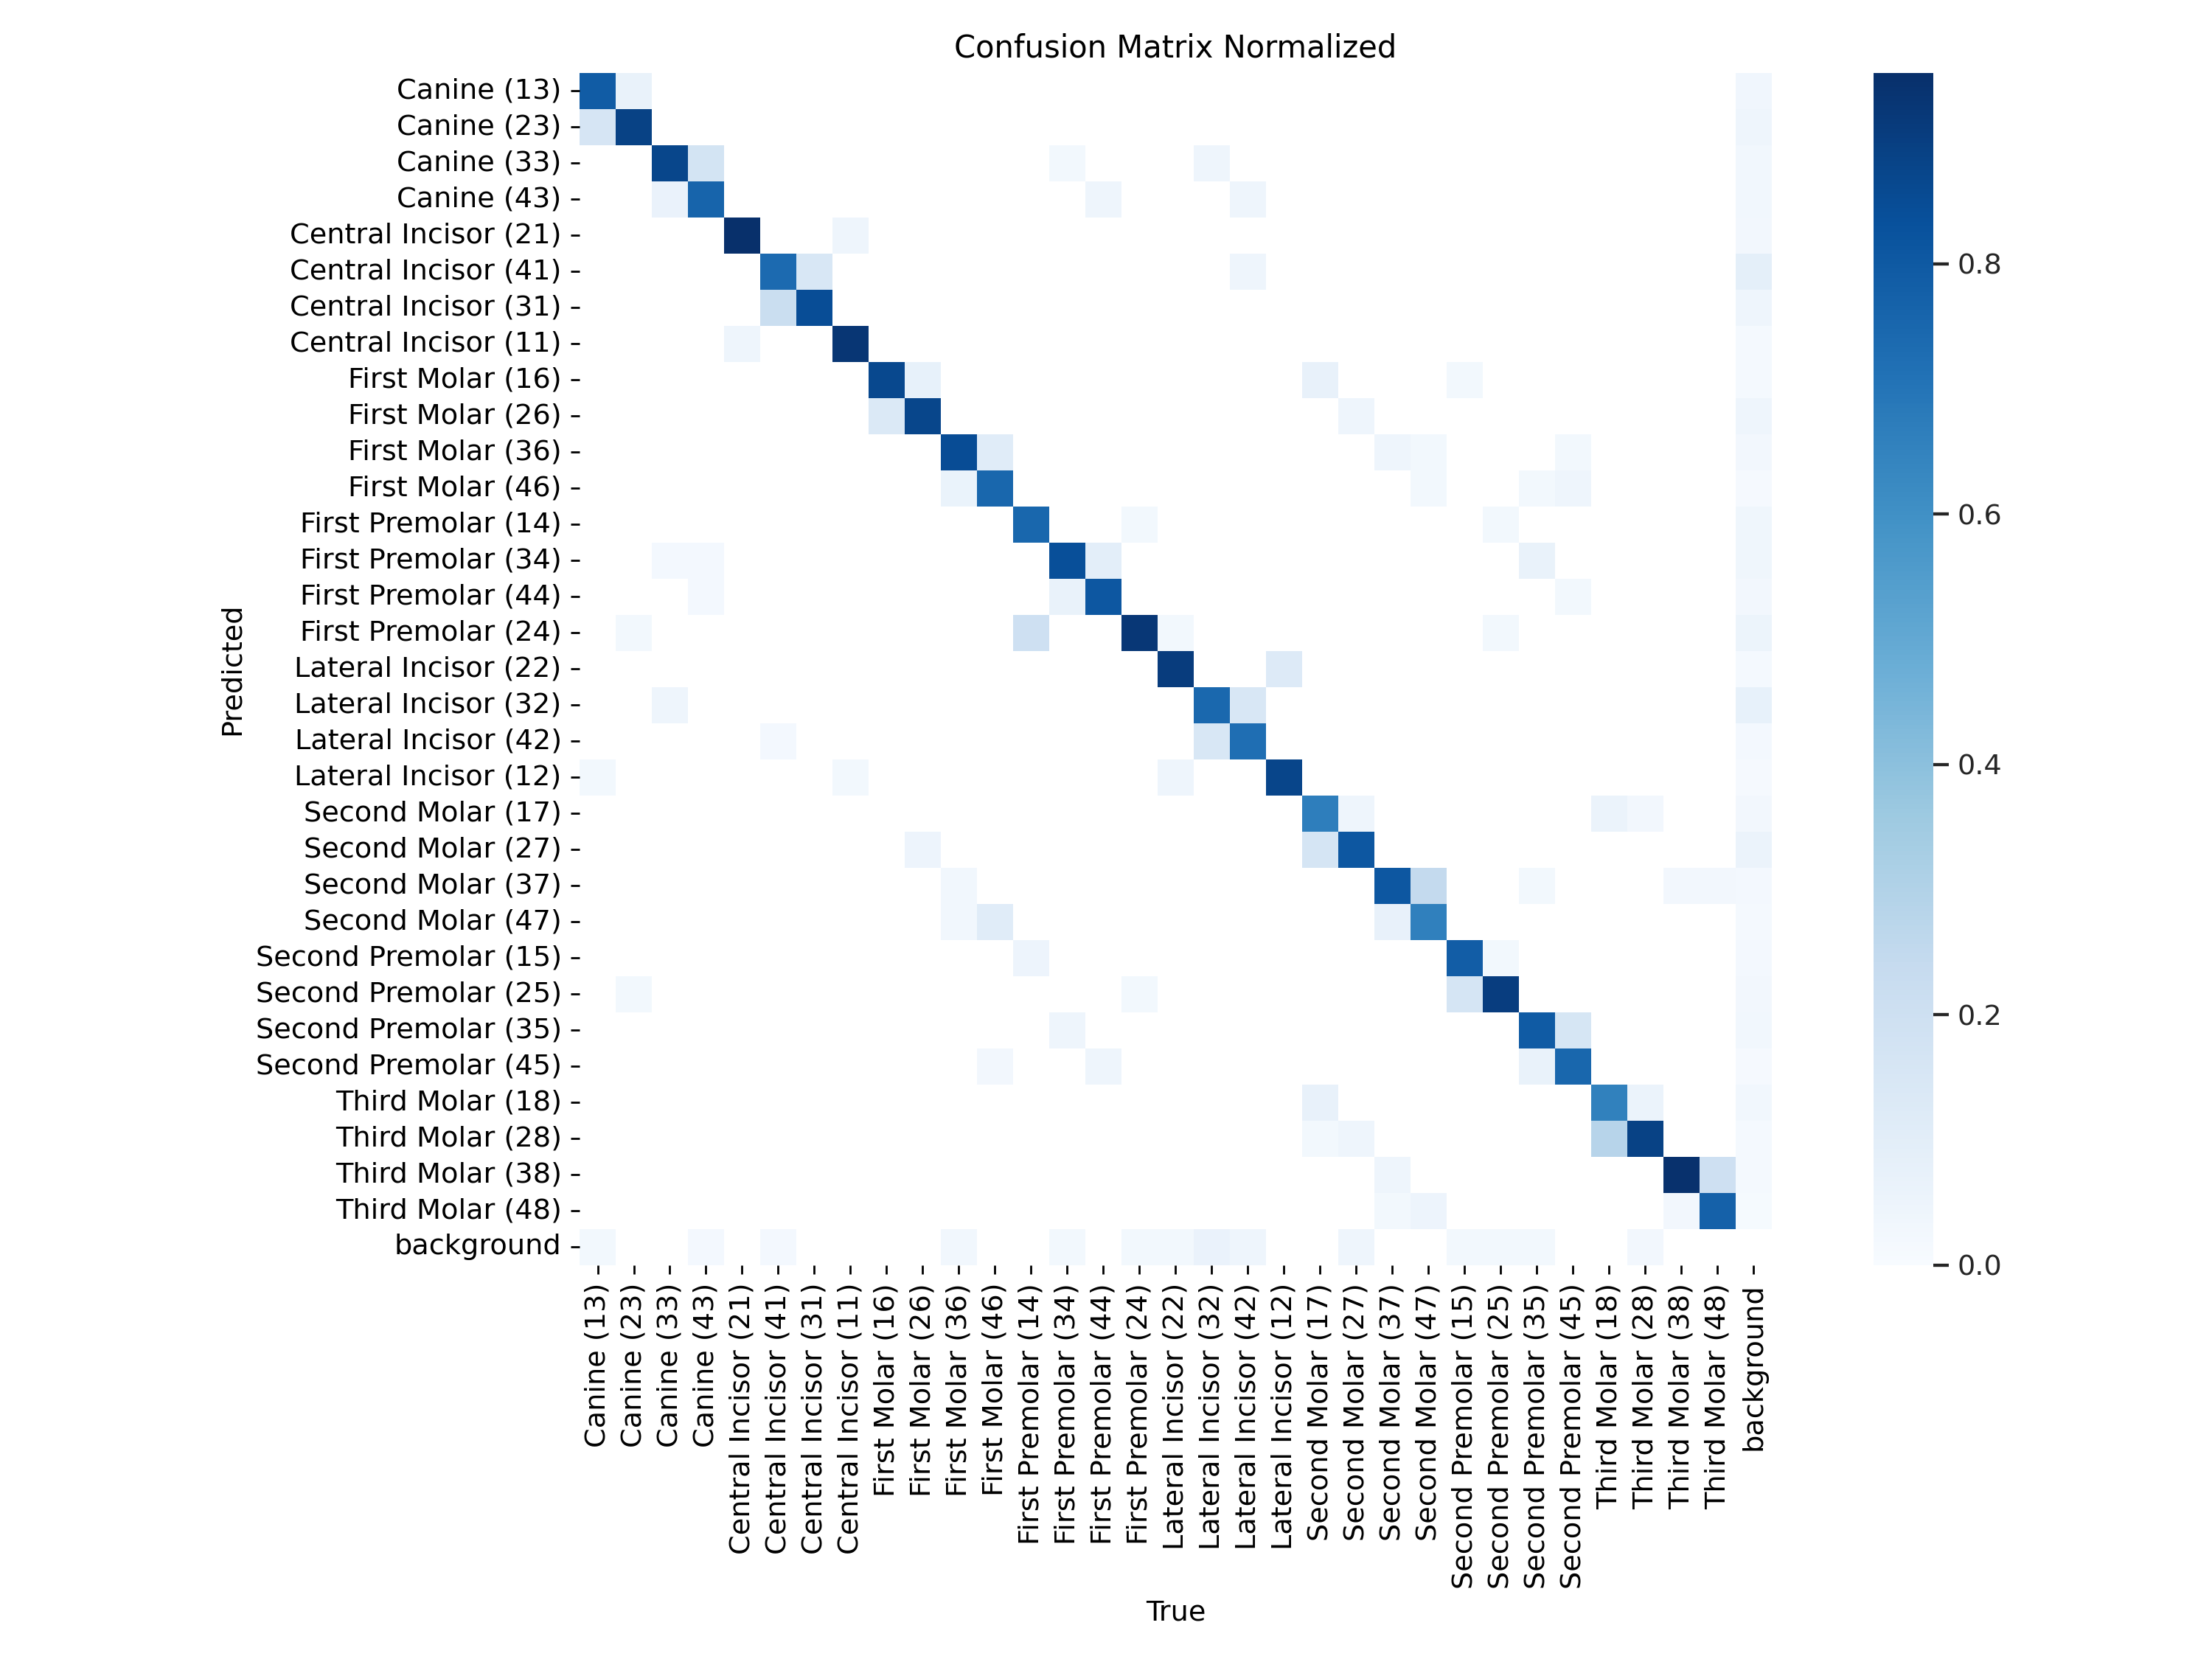 Confusion Matrix Normalized
Canine (13)
Canine (23)
Canine (33)
Canine (43)
Central Incisor (21)
Central Incisor (41)
Central Incisor (31)
Central Incisor (11)
First Molar (16)
First Molar (26)
First Molar (36)
First Molar (46)
First Premolar (14)
First Premolar (34)
First Premolar (44)
First Premolar (24)
Lateral Incisor (22)
Lateral Incisor (32)
Lateral Incisor (42)
Lateral Incisor (12)
Second Molar (17)
Second Molar (27)
Second Molar (37)
Second Molar (47)
Second Premolar (15)
Second Premolar (25)
Second Premolar (35)
Second Premolar (45)
Third Molar (18)
Third Molar (28)
Third Molar (38)
Third Molar (48)
background
Predicted
Canine (13)
Canine (23)
Canine (33)
Canine (43)
Central Incisor (21)
Central Incisor (41)
Central Incisor (31)
Central Incisor (11)
First Molar (16)
First Molar (26)
First Molar (36)
First Molar (46)
First Premolar (14)
First Premolar (34)
First Premolar (44)
First Premolar (24)
Lateral Incisor (22)
Lateral Incisor (32)
Lateral Incisor (42)
Lateral Incisor (12)
Second Molar (17)
Second Molar (27)
Second Molar (37)
Second Molar (47)
Second Premolar (15)
Second Premolar (25)
Second Premolar (35)
Second Premolar (45)
Third Molar (18)
Third Molar (28)
Third Molar (38)
Third Molar (48)
background
True
0.8
0.6
0.4
0.2
0.0